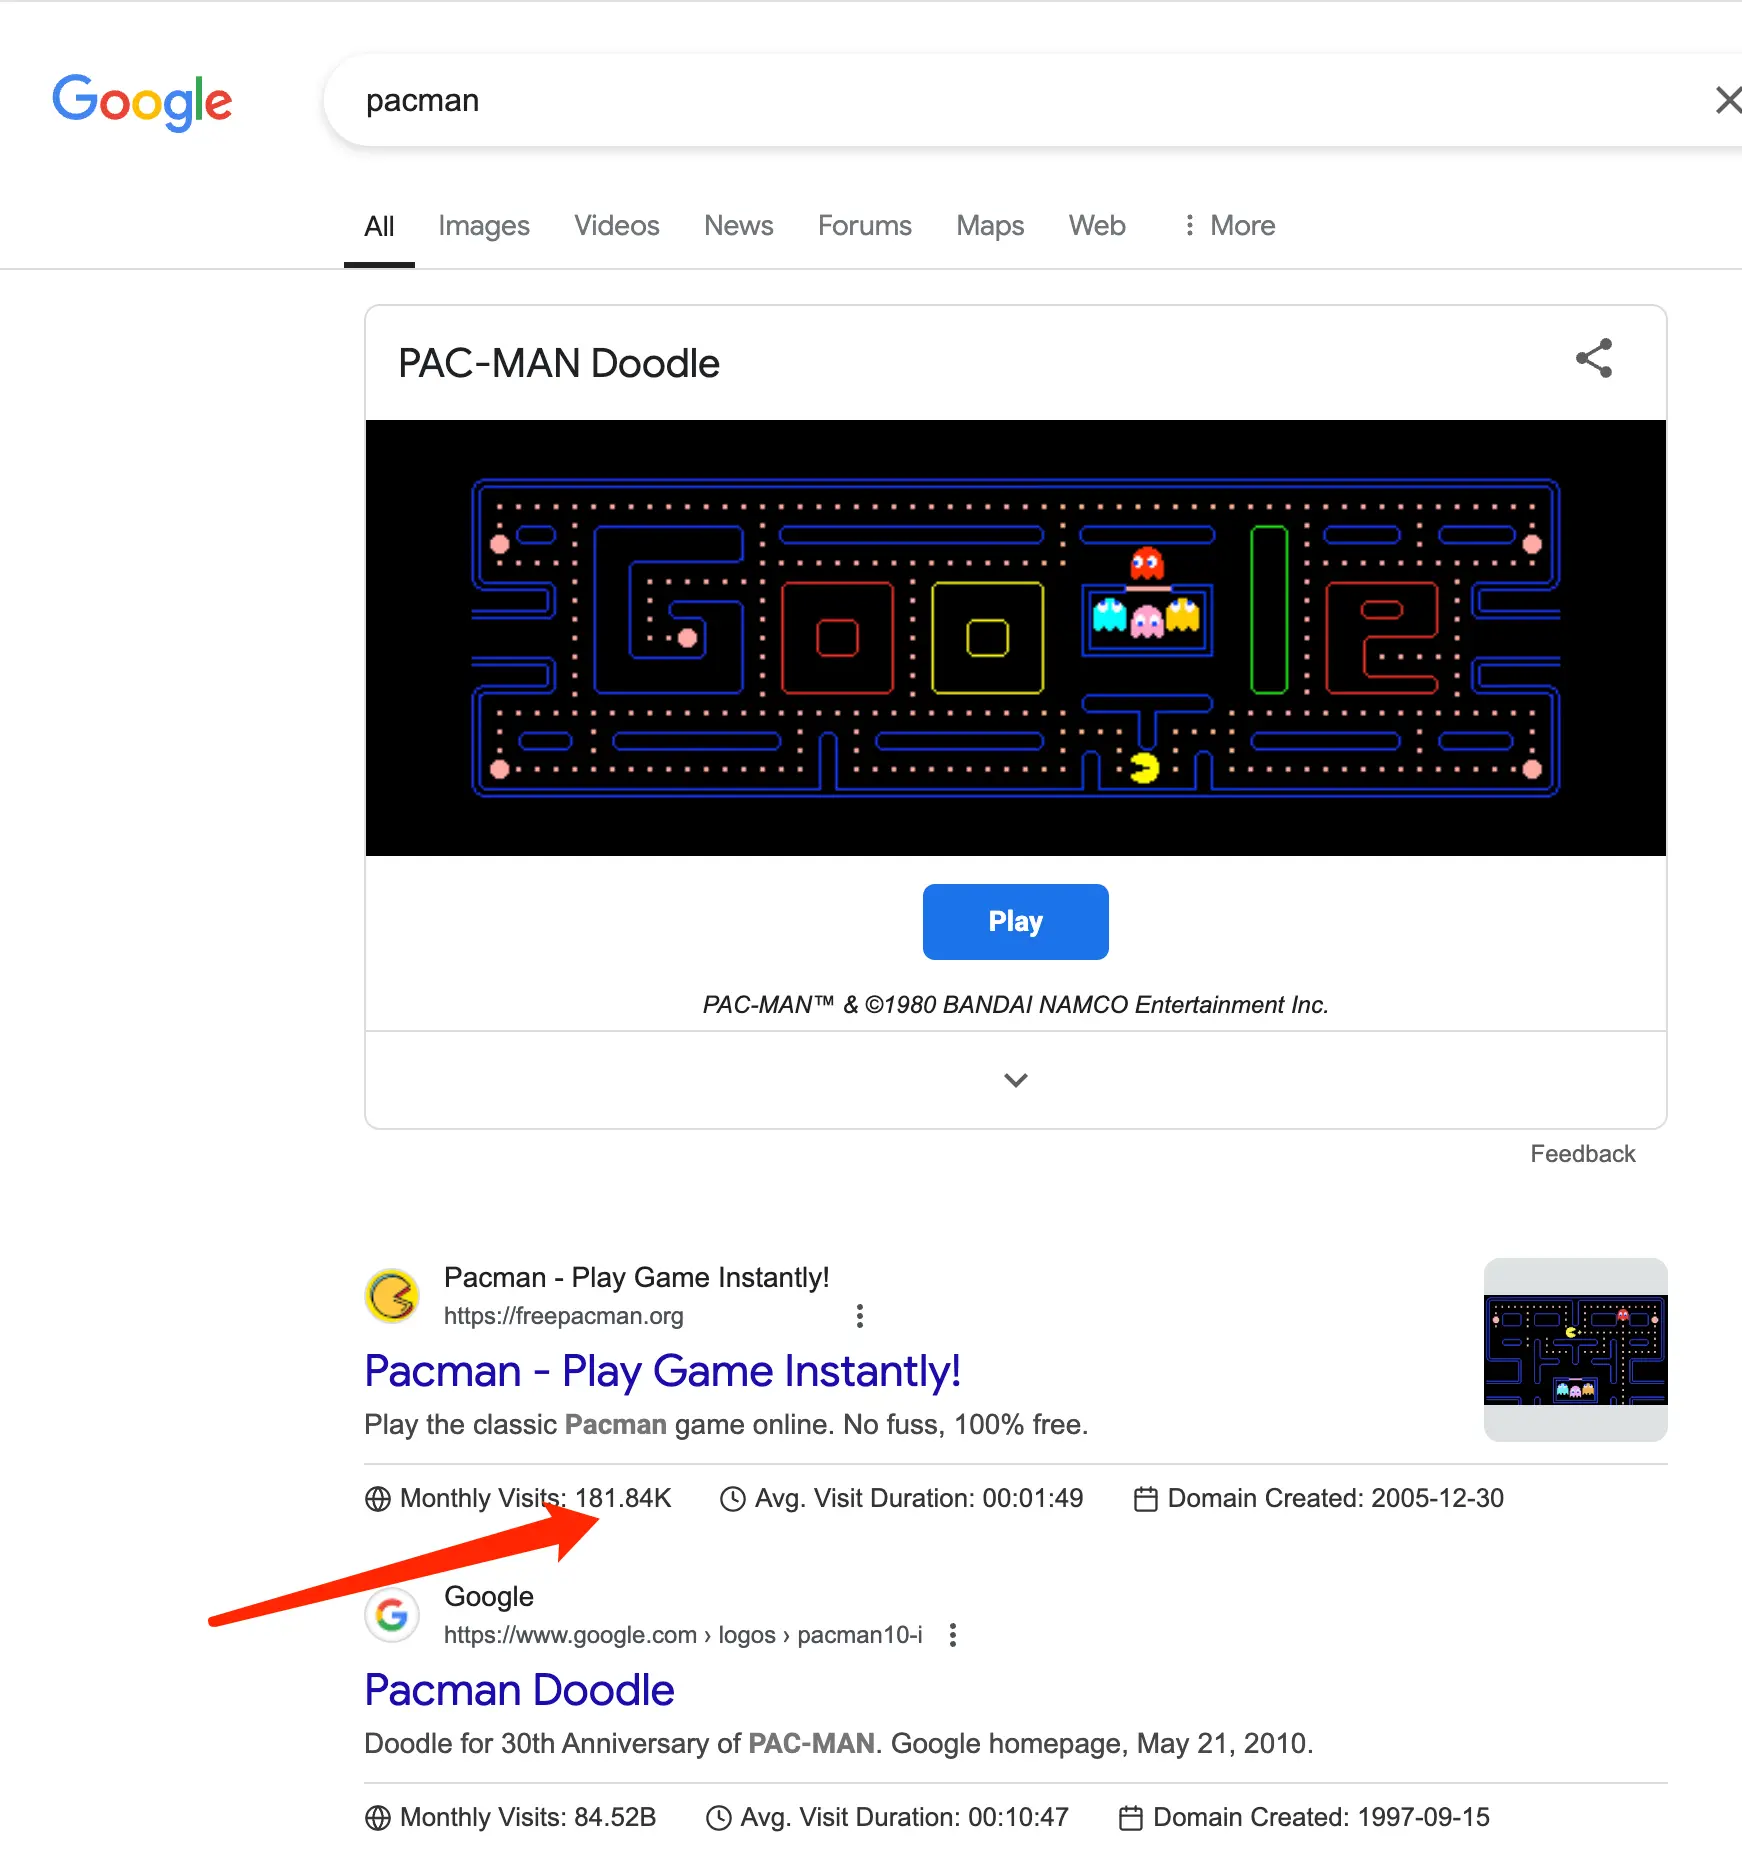 Google
pacman
All Images Videos News Forums Maps Web More
PAC-MAN Doodle
Play
PAC-MAN™ & ©1980 BANDAI NAMCO Entertainment Inc.
Feedback
Pacman - Play Game Instantly!
https://freepacman.org
Pacman - Play Game Instantly!
Play the classic Pacman game online. No fuss, 100% free.
Monthly Visits: 181.84K Avg. Visit Duration: 00:01:49 Domain Created: 2005-12-30
Google
https://www.google.com › logos › pacman10-i
Pacman Doodle
Doodle for 30th Anniversary of PAC-MAN. Google homepage, May 21, 2010.
Monthly Visits: 84.52B Avg. Visit Duration: 00:10:47 Domain Created: 1997-09-15